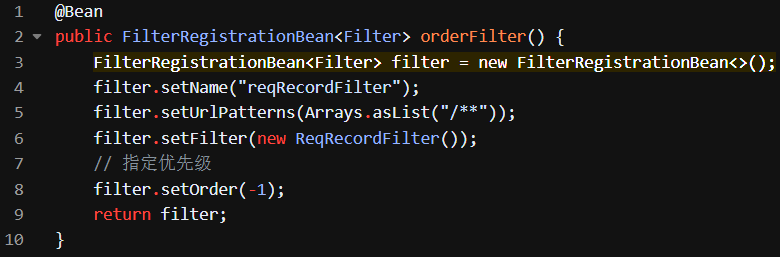 1 @Bean
2 public FilterRegistrationBean<Filter> orderFilter() {
3 FilterRegistrationBean<Filter> filter = new FilterRegistrationBean<>();
4 filter.setName("reqRecordFilter");
5 filter.setUrlPatterns(Arrays.asList("/**"));
6 filter.setFilter(new ReqRecordFilter());
7 // 指定优先级
8 filter.setOrder(-1);
9 return filter;
10 }